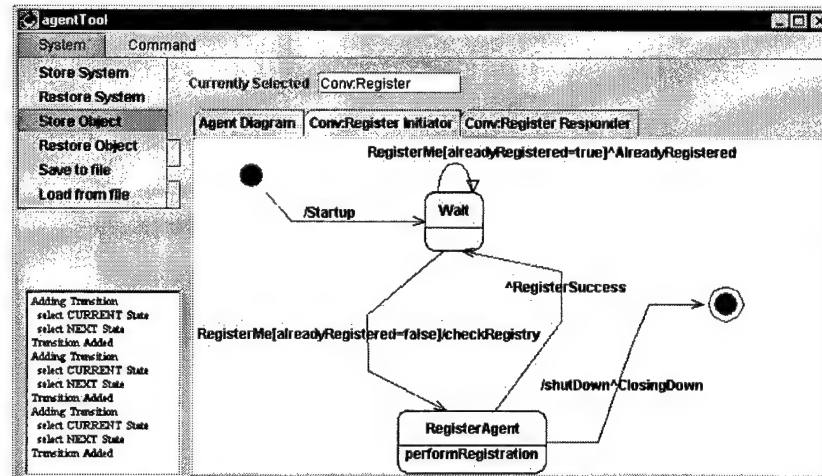 agentTool
System Command
Store System
Restore System
Store Object
Restore Object
Save to file
Load from file
Currently Selected Conv:Register
Agent Diagram Conv:Register Initiator Conv:Register Responder
RegisterMe[alreadyRegistered=true]^AlreadyRegistered
Wait
/Startup
^RegisterSuccess
RegisterMe[alreadyRegistered=false]/checkRegistry
/shutDown^ClosingDown
RegisterAgent
performRegistration
Adding Transition
select CURRENT State
select NEXT State
Transition Added
Adding Transition
select CURRENT State
select NEXT State
Transition Added
Adding Transition
select CURRENT State
select NEXT State
Transition Added